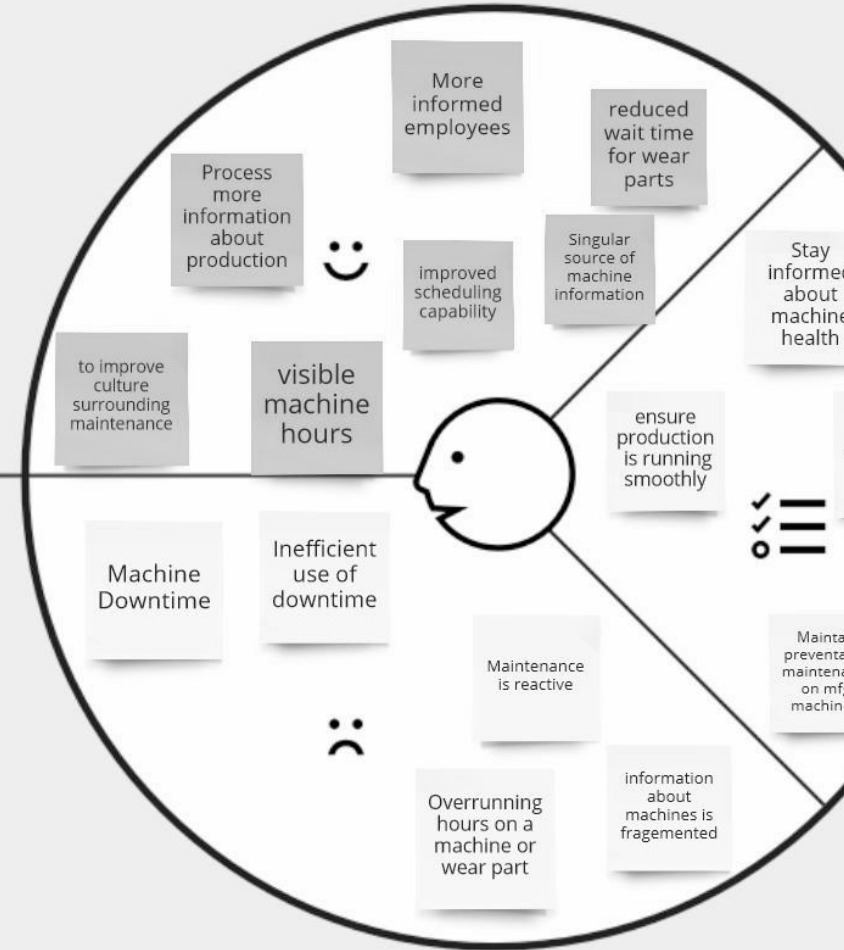 More
informed
employees
reduced
wait time
for wear
parts
Process
more
information
about
production
Singular
source of
machine
information
improved
scheduling
capability
to improve
culture
surrounding
maintenance
visible
machine
hours
Stay
about
health
ensure
production
is running
smoothly
Machine
Downtime
Inefficient
use of
downtime
Maintenance
is reactive
on
Overrunning
hours on a
machine or
wear part
information
about
machines is
fragemented